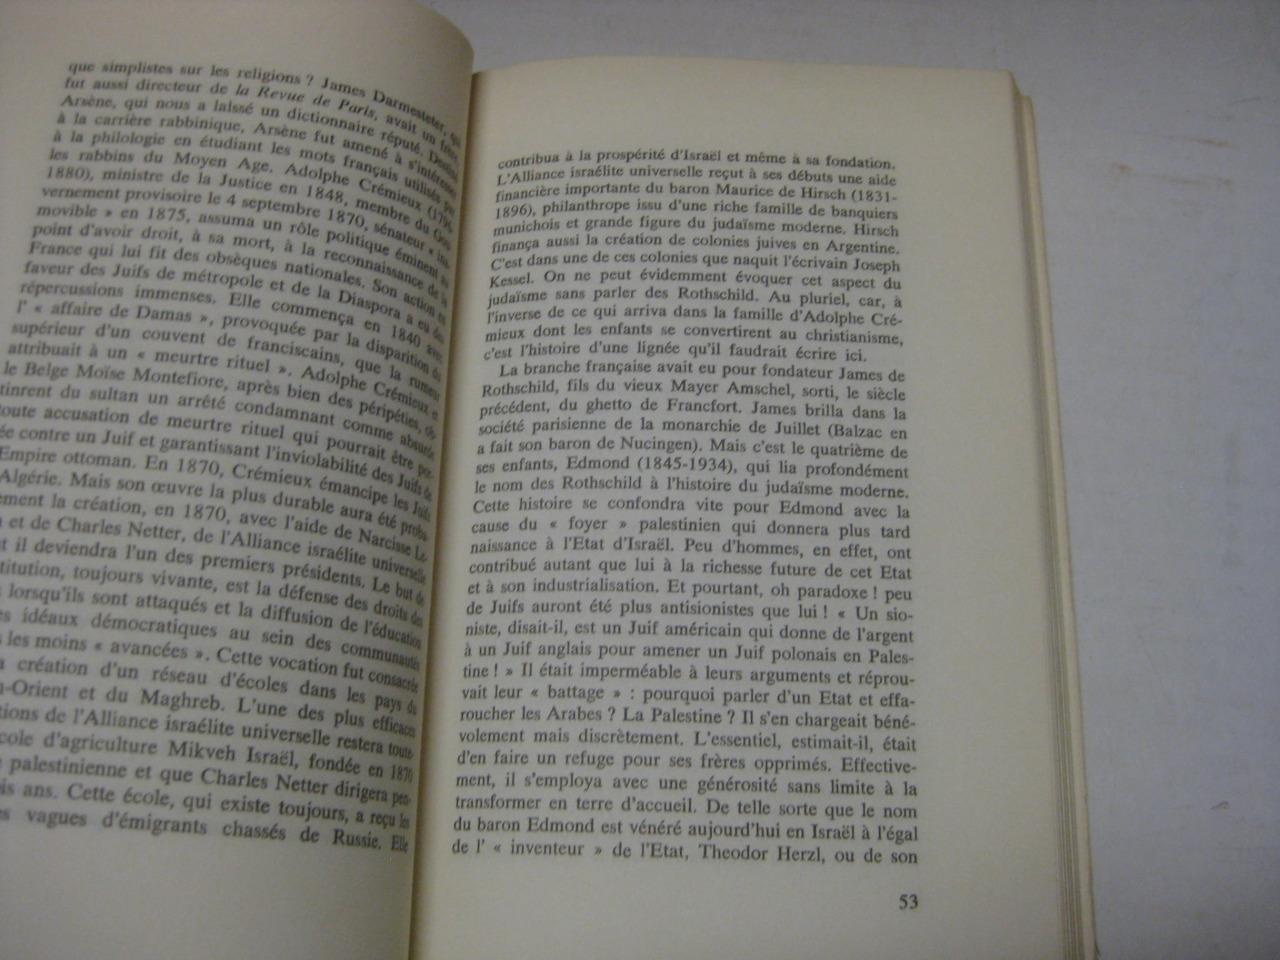 que simplistes sur les religions ? James Darmesteter, qui
fut aussi directeur de la Revue de Paris, avait un frère,
Arsène, qui nous a laissé un dictionnaire réputé. Destiné
à la carrière rabbinique, Arsène fut amené à s'intéresser
à la philologie en étudiant les mots français utilisés par
les rabbins du Moyen Age. Adolphe Crémieux (1796-
1880), ministre de la Justice en 1848, membre du Gou-
vernement provisoire le 4 septembre 1870, sénateur « ina-
movible » en 1875, assuma un rôle politique éminent au
point d'avoir droit, à sa mort, à la reconnaissance de la
France qui lui fit des obsèques nationales. Son action en
faveur des Juifs de métropole et de la Diaspora a eu des
répercussions immenses. Elle commença en 1840 avec
l' « affaire de Damas », provoquée par la disparition du
supérieur d'un couvent de franciscains, que la rumeur
attribuait à un « meurtre rituel ». Adolphe Crémieux et
le Belge Moïse Montefiore, après bien des péripéties, ob-
tinrent du sultan un arrêté condamnant comme absurde
toute accusation de meurtre rituel qui pourrait être por-
ée contre un Juif et garantissant l'inviolabilité des Juifs de
Empire ottoman. En 1870, Crémieux émancipe les Juifs
Algérie. Mais son œuvre la plus durable aura été proba-
ement la création, en 1870, avec l'aide de Narcisse Le-
n et de Charles Netter, de l'Alliance israélite universelle
t il deviendra l'un des premiers présidents. Le but de
titution, toujours vivante, est la défense des droits des
lorsqu'ils sont attaqués et la diffusion de l'éducation
es idéaux démocratiques au sein des communautés
les moins « avancées ». Cette vocation fut consacrée
a création d'un réseau d'écoles dans les pays du
n-Orient et du Maghreb. L'une des plus efficaces
tions de l'Alliance israélite universelle restera toute-
cole d'agriculture Mikveh Israël, fondée en 1870
e palestinienne et que Charles Netter dirigera pen-
is ans. Cette école, qui existe toujours, a reçu les
es vagues d'émigrants chassés de Russie. Elle
contribua à la prospérité d'Israël et même à sa fondation.
L'Alliance israélite universelle reçut à ses débuts une aide
financière importante du baron Maurice de Hirsch (1831-
1896), philanthrope issu d'une riche famille de banquiers
munichois et grande figure du judaïsme moderne. Hirsch
finança aussi la création de colonies juives en Argentine.
C'est dans une de ces colonies que naquit l'écrivain Joseph
Kessel. On ne peut évidemment évoquer cet aspect du
judaïsme sans parler des Rothschild. Au pluriel, car, à
l'inverse de ce qui arriva dans la famille d'Adolphe Cré-
mieux dont les enfants se convertirent au christianisme,
c'est l'histoire d'une lignée qu'il faudrait écrire ici.
La branche française avait eu pour fondateur James de
Rothschild, fils du vieux Mayer Amschel, sorti, le siècle
précédent, du ghetto de Francfort. James brilla dans la
société parisienne de la monarchie de Juillet (Balzac en
a fait son baron de Nucingen). Mais c'est le quatrième de
ses enfants, Edmond (1845-1934), qui lia profondément
le nom des Rothschild à l'histoire du judaïsme moderne.
Cette histoire se confondra vite pour Edmond avec la
cause du « foyer » palestinien qui donnera plus tard
naissance à l'Etat d'Israël. Peu d'hommes, en effet, ont
contribué autant que lui à la richesse future de cet Etat
et à son industrialisation. Et pourtant, oh paradoxe ! peu
de Juifs auront été plus antisionistes que lui ! « Un sio-
niste, disait-il, est un Juif américain qui donne de l'argent
à un Juif anglais pour amener un Juif polonais en Pales-
tine ! » Il était imperméable à leurs arguments et réprou-
vait leur « battage » : pourquoi parler d'un Etat et effa-
roucher les Arabes ? La Palestine ? Il s'en chargeait béné-
volement mais discrètement. L'essentiel, estimait-il, était
d'en faire un refuge pour ses frères opprimés. Effective-
ment, il s'employa avec une générosité sans limite à la
transformer en terre d'accueil. De telle sorte que le nom
du baron Edmond est vénéré aujourd'hui en Israël à l'égal
de l' « inventeur » de l'Etat, Theodor Herzl, ou de son
53